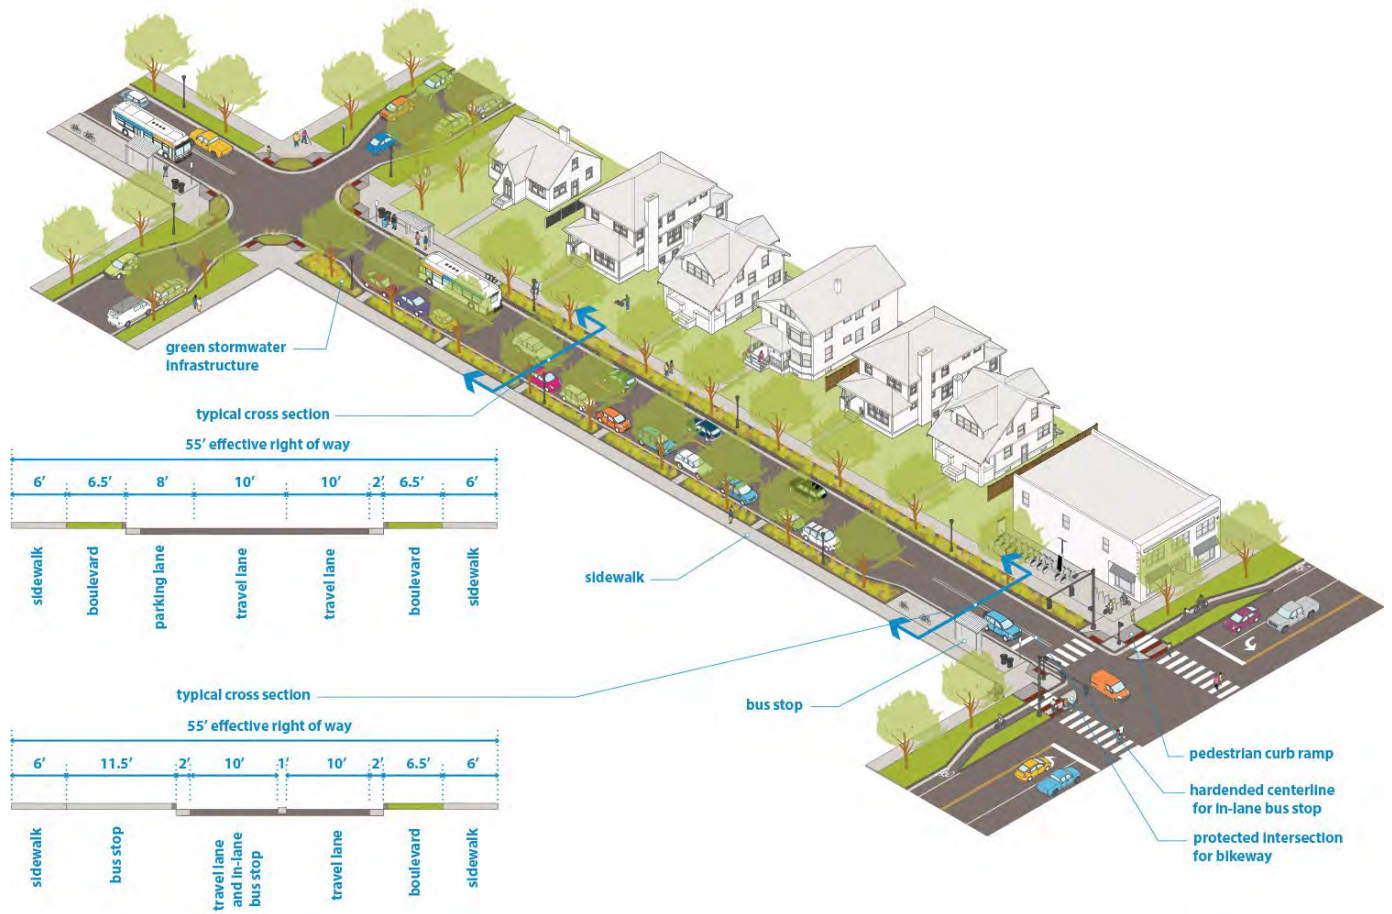 green stormwater
infrastructure
typical cross section
55’ effective right of way
6’ 6.5’ 8’ 10’ 10’ 2’ 6.5’ 6’
sidewalk
boulevard
parking lane
travel lane
travel lane
boulevard
sidewalk
sidewalk
typical cross section
55’ effective right of way
6’ 11.5’ 2’ 10’ 1’ 10’ 2’ 6.5’ 6’
sidewalk
bus stop
travel lane
and in-lane
bus stop
travel lane
boulevard
sidewalk
bus stop
pedestrian curb ramp
hardended centerline
for in-lane bus stop
protected intersection
for bikeway